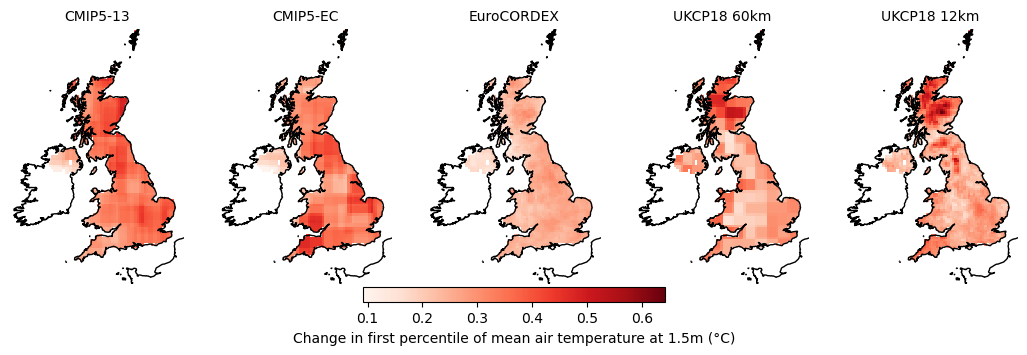 CMIP5-13 CMIP5-EC EuroCORDEX UKCP18 60km UKCP18 12km
0.1 0.2 0.3 0.4 0.5 0.6
Change in first percentile of mean air temperature at 1.5m (°C)